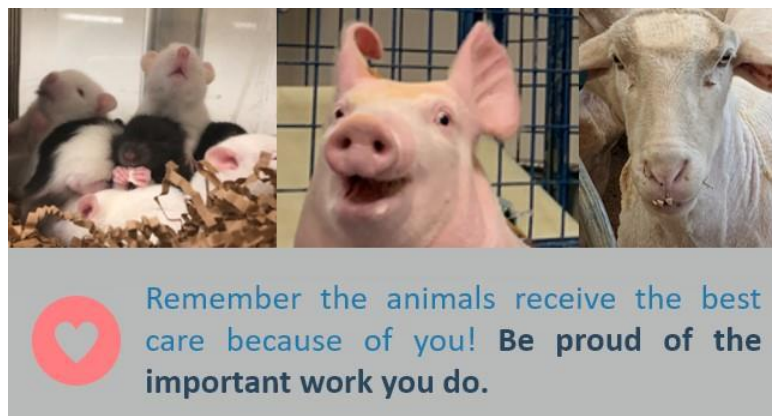 Remember the animals receive the best
care because of you! Be proud of the
important work you do.